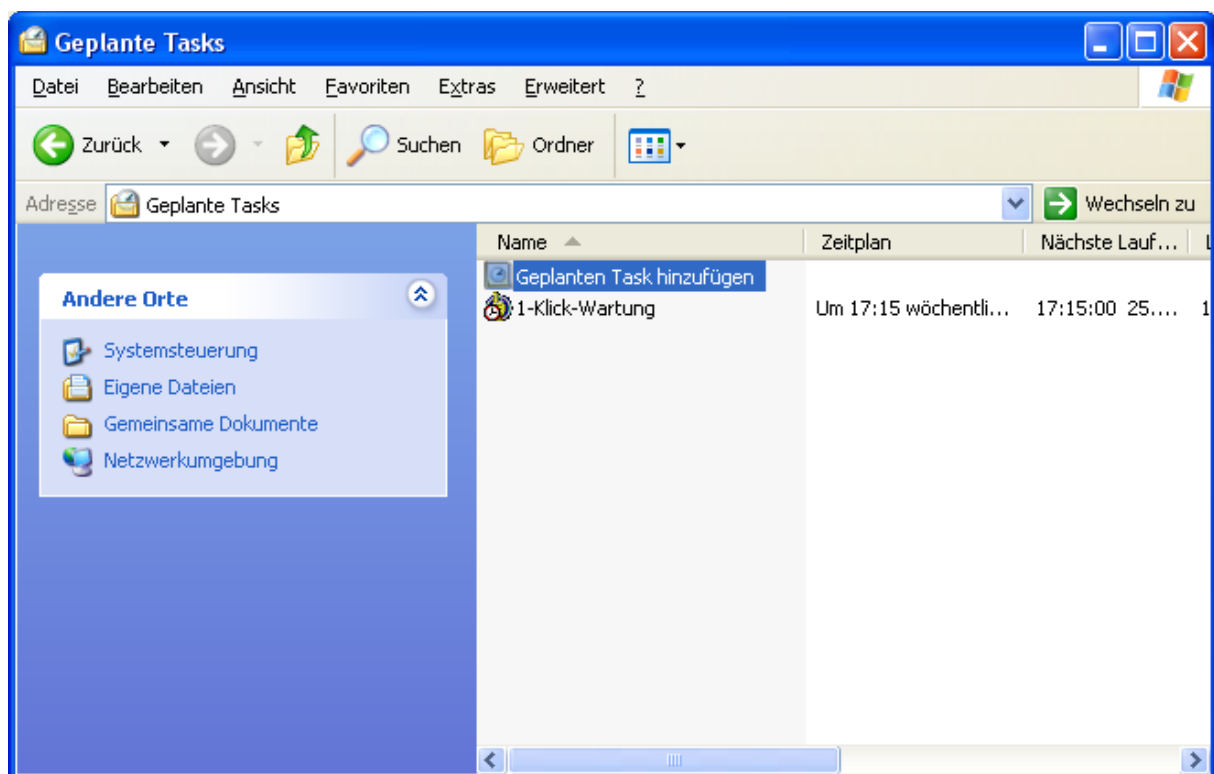 Geplante Tasks
Datei Bearbeiten Ansicht Favoriten Extras Erweitert ?
Zurück Suchen Ordner
Adresse Geplante Tasks Wechseln zu
Name Zeitplan Nächste Lauf...
Andere Orte
Systemsteuerung
Eigene Dateien
Gemeinsame Dokumente
Netzwerkumgebung
Geplanten Task hinzufügen
1-Klick-Wartung Um 17:15 wöchentli... 17:15:00 25.... 1